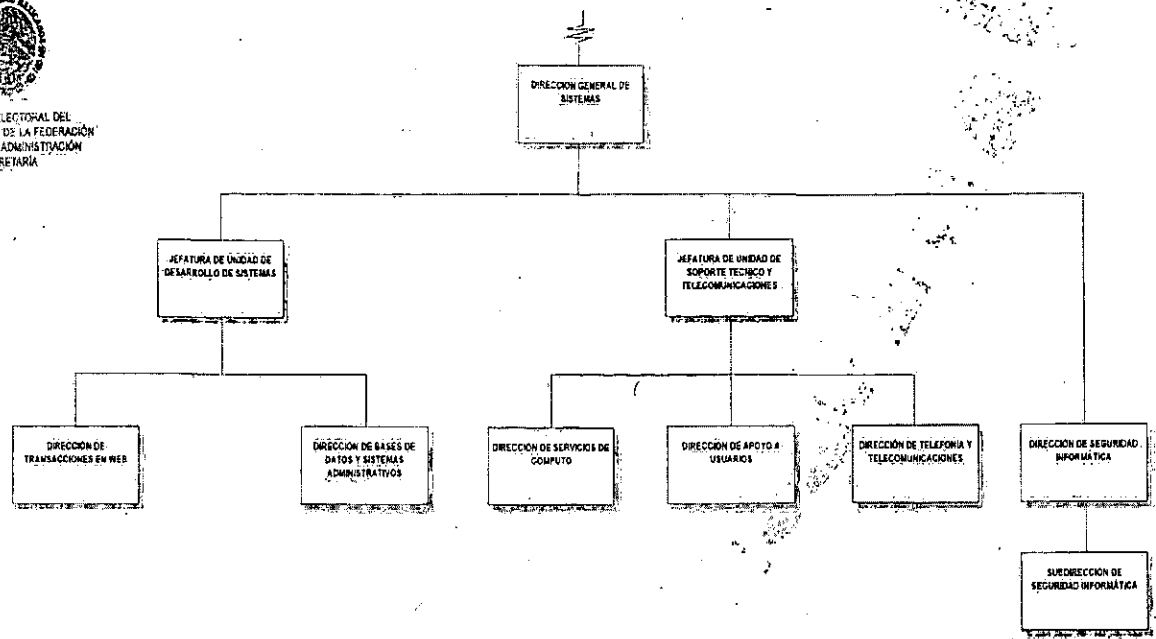 DIRECCIÓN GENERAL DE
SISTEMAS
ELECTORAL DEL
DE LA FEDERACIÓN
ADMINISTRACIÓN
JEFATURA DE UNIDAD DE
DESARROLLO DE SISTEMAS
JEFATURA DE UNIDAD DE
SOPORTE TECNICO Y
TELECOMUNICACIONES
DIRECCIÓN DE
TRANSACCIONES EN WEB
DIRECCIÓN DE BASES DE
DATOS Y SISTEMAS
ADMINISTRATIVOS
DIRECCIÓN DE SERVICIOS DE
COMPUTO
DIRECCIÓN DE APOYO A
USUARIOS
DIRECCIÓN DE TELEFONÍA Y
TELECOMUNICACIONES
DIRECCIÓN DE SEGURIDAD
INFORMÁTICA
SUBDIRECCIÓN DE
SEGURIDAD INFORMÁTICA